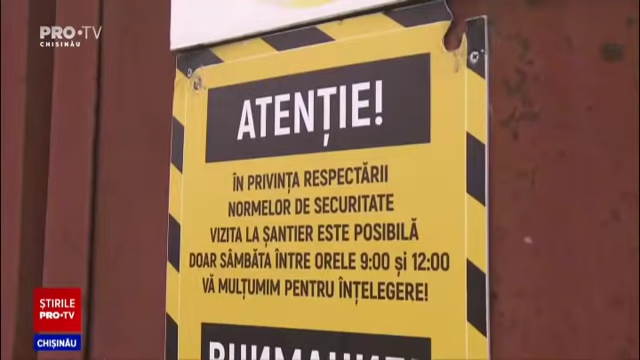 PRO TV
CHIȘINĂU
ATENȚIE!
ÎN PRIVINȚA RESPECTĂRII
NORMELOR DE SECURITATE
VIZITA LA ȘANTIER ESTE POSIBILĂ
DOAR SÂMBĂTA ÎNTRE ORELE 9:00 și 12:00
VĂ MULȚUMIM PENTRU ÎNȚELEGERE!
ВНИМАНИЕ!
ȘTIRILE
PRO TV
CHIȘINĂU